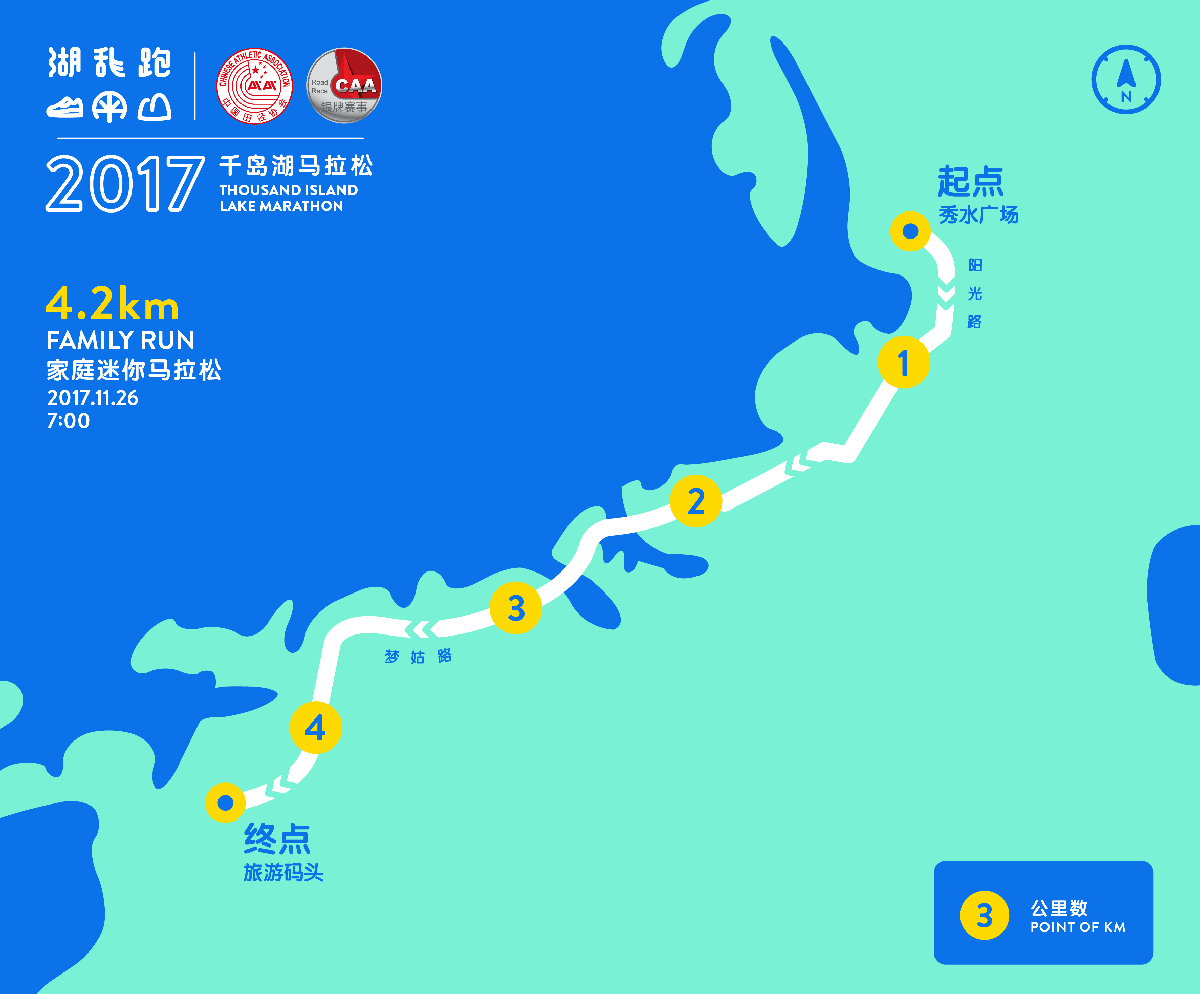 湖乱跑
CHINESE ATHLETIC ASSOCIATION
中国田径协会
Road
Race
CAA
银牌赛事
2017
千岛湖马拉松
THOUSAND ISLAND
LAKE MARATHON
4.2km
FAMILY RUN
家庭迷你马拉松
2017.11.26
7:00
N
起点
秀水广场
阳光路
1
2
3
梦姑路
4
终点
旅游码头
3
公里数
POINT OF KM